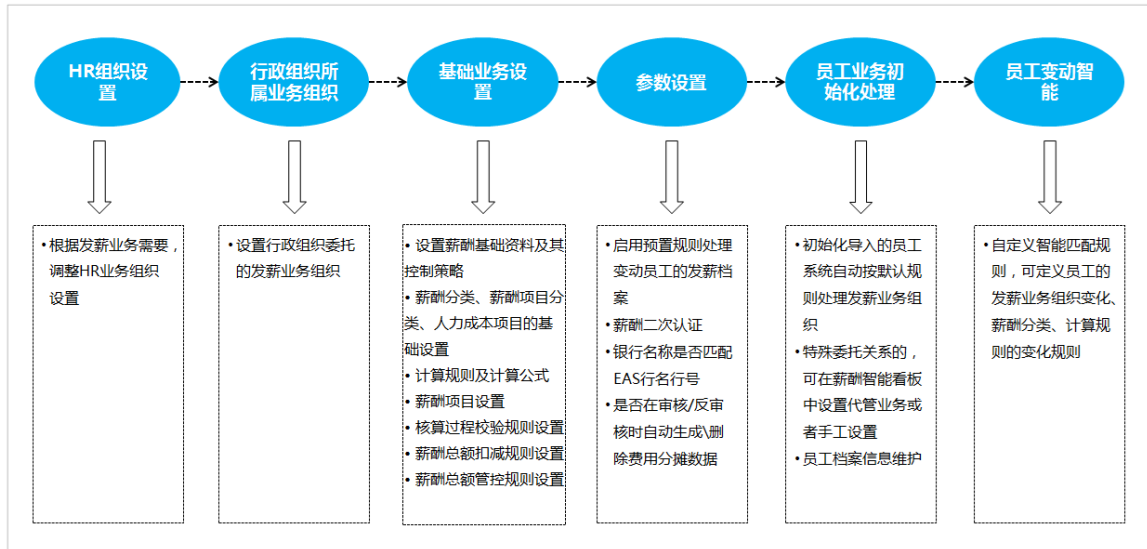 HR组织设
置
行政组织所
属业务组织
基础业务设
置
参数设置
员工业务初
始化处理
员工变动智
能
•根据发薪业务需要，
调整HR业务组织
设置
•设置行政组织委托
的发薪业务组织
•设置薪酬基础资料及其
控制策略
•薪酬分类、薪酬项目分
类、人力成本项目的基
础设置
•计算规则及计算公式
•薪酬项目设置
•核算过程校验规则设置
•薪酬总额扣减规则设置
•薪酬总额管控规则设置
•启用预置规则处理
变动员工的发薪档
案
•薪酬二次认证
•银行名称是否匹配
EAS行名行号
•是否在审核/反审
核时自动生成\删
除费用分摊数据
•初始化导入的员工
系统自动按默认规
则处理发薪业务组
织
•特殊委托关系的，
可在薪酬智能看板
中设置代管业务或
者手工设置
•员工档案信息维护
•自定义智能匹配规
则，可定义员工的
发薪业务组织变化、
薪酬分类、计算规
则的变化规则